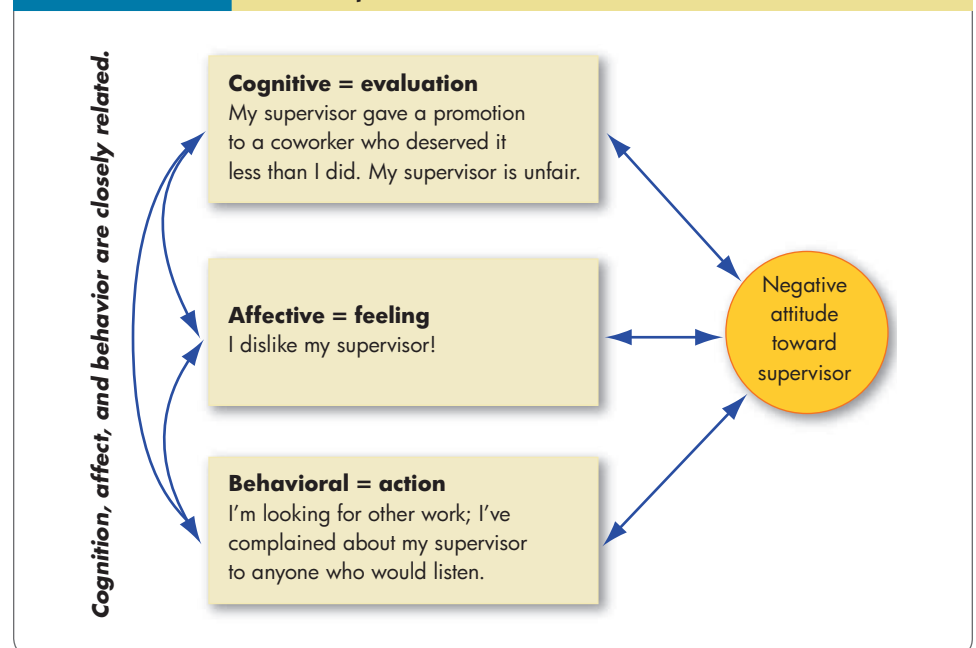 Cognition, affect, and behavior are closely related.
Cognitive = evaluation
My supervisor gave a promotion
to a coworker who deserved it
less than I did. My supervisor is unfair.
Affective = feeling
I dislike my supervisor!
Behavioral = action
I’m looking for other work; I’ve
complained about my supervisor
to anyone who would listen.
Negative
attitude
toward
supervisor